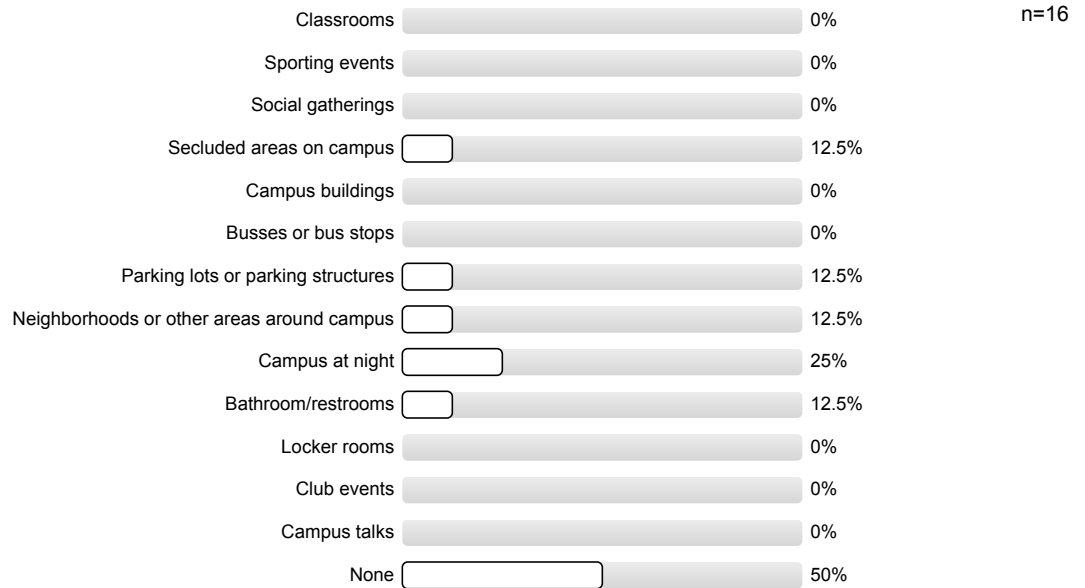 Classrooms 0% n=16
Sporting events 0%
Social gatherings 0%
Secluded areas on campus 12.5%
Campus buildings 0%
Busses or bus stops 0%
Parking lots or parking structures 12.5%
Neighborhoods or other areas around campus 12.5%
Campus at night 25%
Bathroom/restrooms 12.5%
Locker rooms 0%
Club events 0%
Campus talks 0%
None 50%